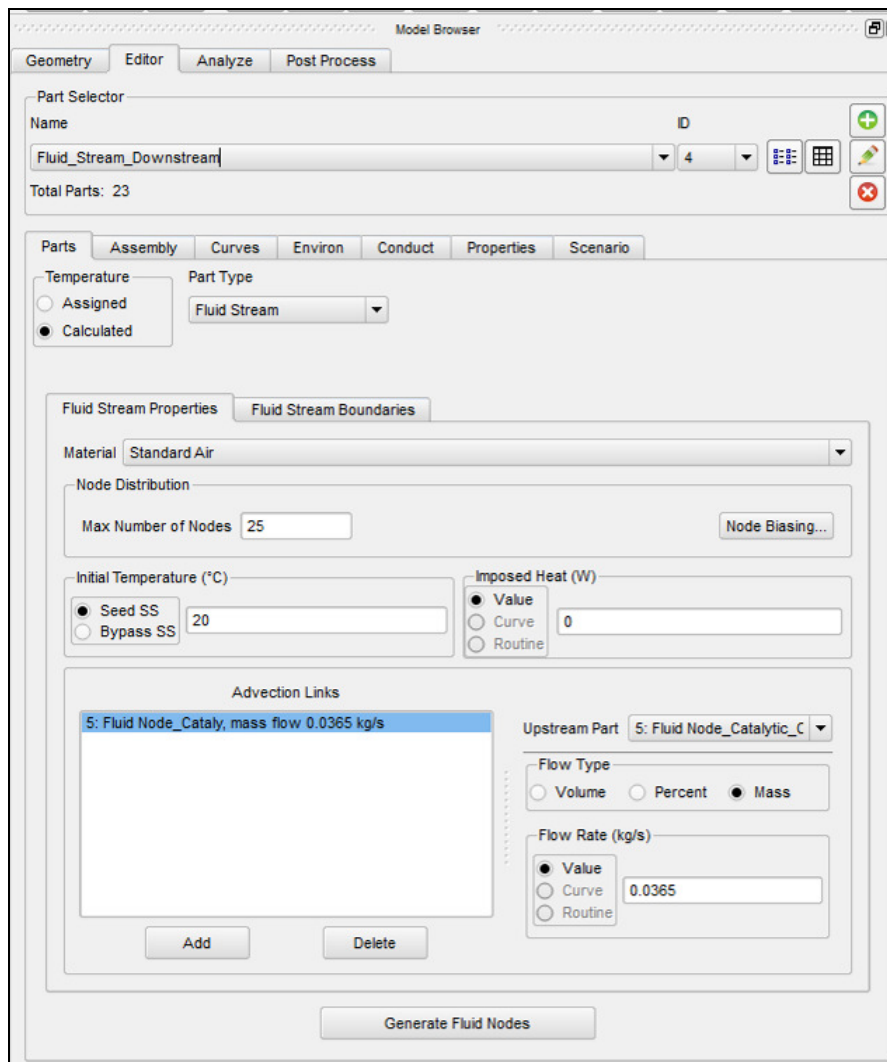 Model Browser
Geometry Editor Analyze Post Process
Part Selector
Name ID
Fluid_Stream_Downstream 4
Total Parts: 23
Parts Assembly Curves Environ Conduct Properties Scenario
Temperature Part Type
Assigned
Fluid Stream
Calculated
Fluid Stream Properties Fluid Stream Boundaries
Material Standard Air
Node Distribution
Max Number of Nodes 25 Node Biasing...
Initial Temperature (°C) Imposed Heat (W)
Seed SS 20 Value
Bypass SS Curve 0
Routine
Advection Links
5: Fluid Node_Cataly, mass flow 0.0365 kg/s
Upstream Part 5: Fluid Node_Catalytic_C
Flow Type
Volume Percent Mass
Flow Rate (kg/s)
Value
Curve 0.0365
Routine
Add Delete
Generate Fluid Nodes